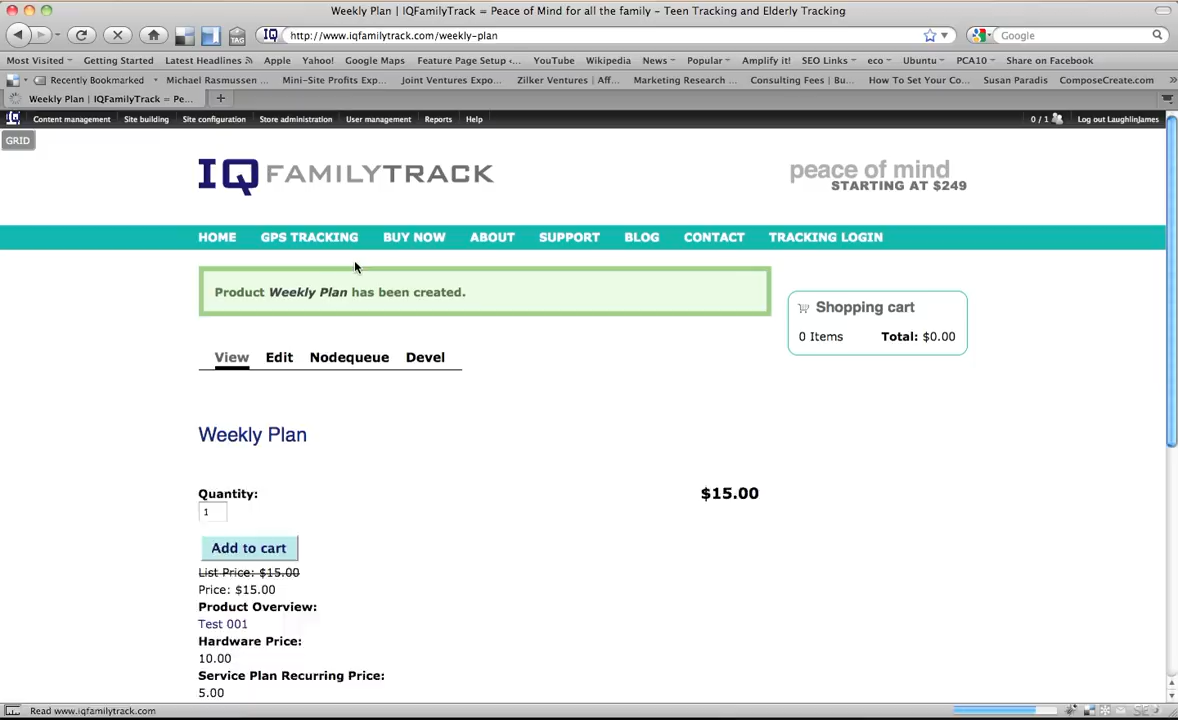 Weekly Plan | IQFamilyTrack = Peace of Mind for all the family – Teen Tracking and Elderly Tracking
TAG IQ http://www.iqfamilytrack.com/weekly-plan Google
Most Visited Getting Started Latest Headlines Apple Yahoo! Google Maps Feature Page Setup ‹... YouTube Wikipedia News Popular Amplify it! SEO Links eco Ubuntu PCA10 Share on Facebook
Recently Bookmarked Michael Rasmussen ... Mini-Site Profits Exp... Joint Ventures Expo... Zilker Ventures | Aff... Marketing Research ... Consulting Fees | Bu... How To Set Your Co... Susan Paradis ComposeCreate.com »
Weekly Plan | IQFamilyTrack = Pe... +
IQ Content management Site building Site configuration Store administration User management Reports Help 0 / 1 Log out LaughlinJames
GRID
IQ FAMILYTRACK
peace of mind
STARTING AT $249
HOME GPS TRACKING BUY NOW ABOUT SUPPORT BLOG CONTACT TRACKING LOGIN
Product Weekly Plan has been created.
Shopping cart
0 Items Total: $0.00
View Edit Nodequeue Devel
Weekly Plan
Quantity:
$15.00
1
Add to cart
List Price: $15.00
Price: $15.00
Product Overview:
Test 001
Hardware Price:
10.00
Service Plan Recurring Price:
5.00
Read www.iqfamilytrack.com